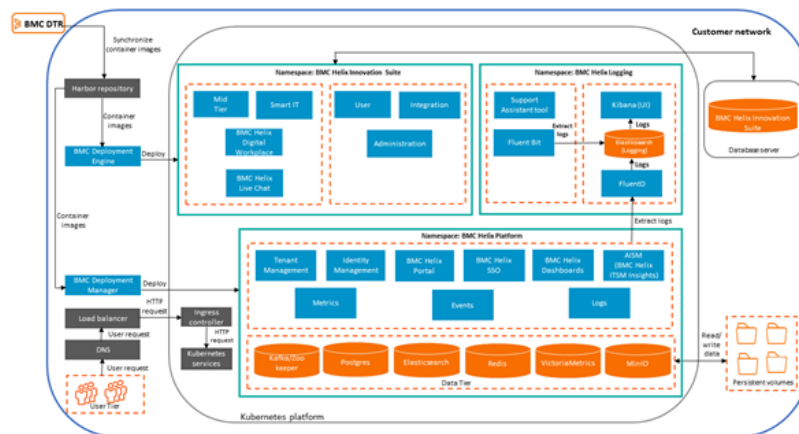 BMC DTR
Customer network
Synchronize
container images
Harbor repository
Container
images
BMC Deployment
Engine
Deploy
Container
images
BMC Deployment
Manager
Deploy
HTTP
request
Load balancer
User request
DNS
User request
User Tier
Ingress
controller
HTTP
request
Kubernetes
services
Kubernetes platform
Namespace: BMC Helix Innovation Suite
Mid
Tier
Smart IT
BMC Helix
Digital
Workplace
BMC Helix
Live Chat
User
Integration
Administration
Namespace: BMC Helix Logging
Support
Assistant tool
Fluent Bit
Extract
logs
Kibana (UI)
Logs
Elasticsearch
(Logging)
Logs
FluentD
Extract logs
BMC Helix Innovation
Suite
Database server
Namespace: BMC Helix Platform
Tenant
Management
Identity
Management
BMC Helix
Portal
BMC Helix
SSO
BMC Helix
Dashboards
AISM
(BMC Helix
ITSM Insights)
Metrics
Events
Logs
Kafka/Zoo
keeper
Postgres
Elasticsearch
Redis
VictoriaMetrics
MinIO
Data Tier
Read/
write
data
Persistent volumes